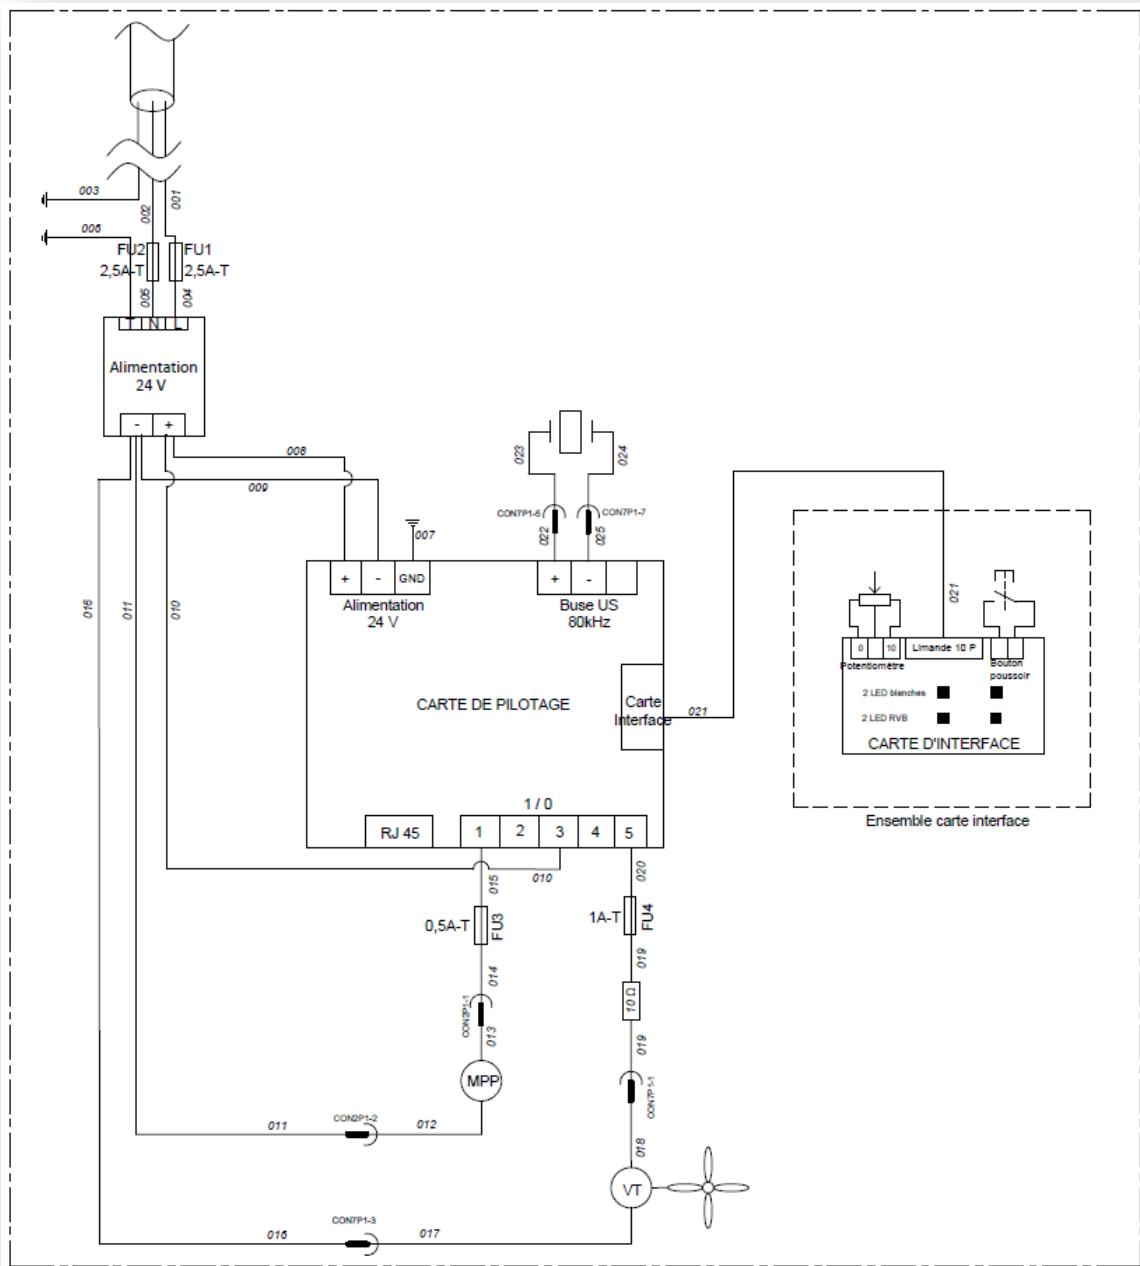 003
002
001
006
FU2
FU1
2,5A-T
2,5A-T
005
004
T N L
Alimentation
24 V
- +
008
009
016
011
010
023
024
CON7P1-6
CON7P1-7
022
025
007
+ - GND
Alimentation
24 V
+ -
Buse US
80kHz
CARTE DE PILOTAGE
Carte
Interface
021
021
0 10
Limande 10 P
Potentiomètre
Bouton
poussoir
2 LED blanches
2 LED RVB
CARTE D'INTERFACE
Ensemble carte interface
1 / 0
RJ 45
1 2 3 4 5
015
010
020
0,5A-T
FU3
1A-T
FU4
014
019
CON2P1-1
10 Ω
013
019
MPP
CON7P1-1
CON2P1-2
011
012
018
VT
CON7P1-3
016
017